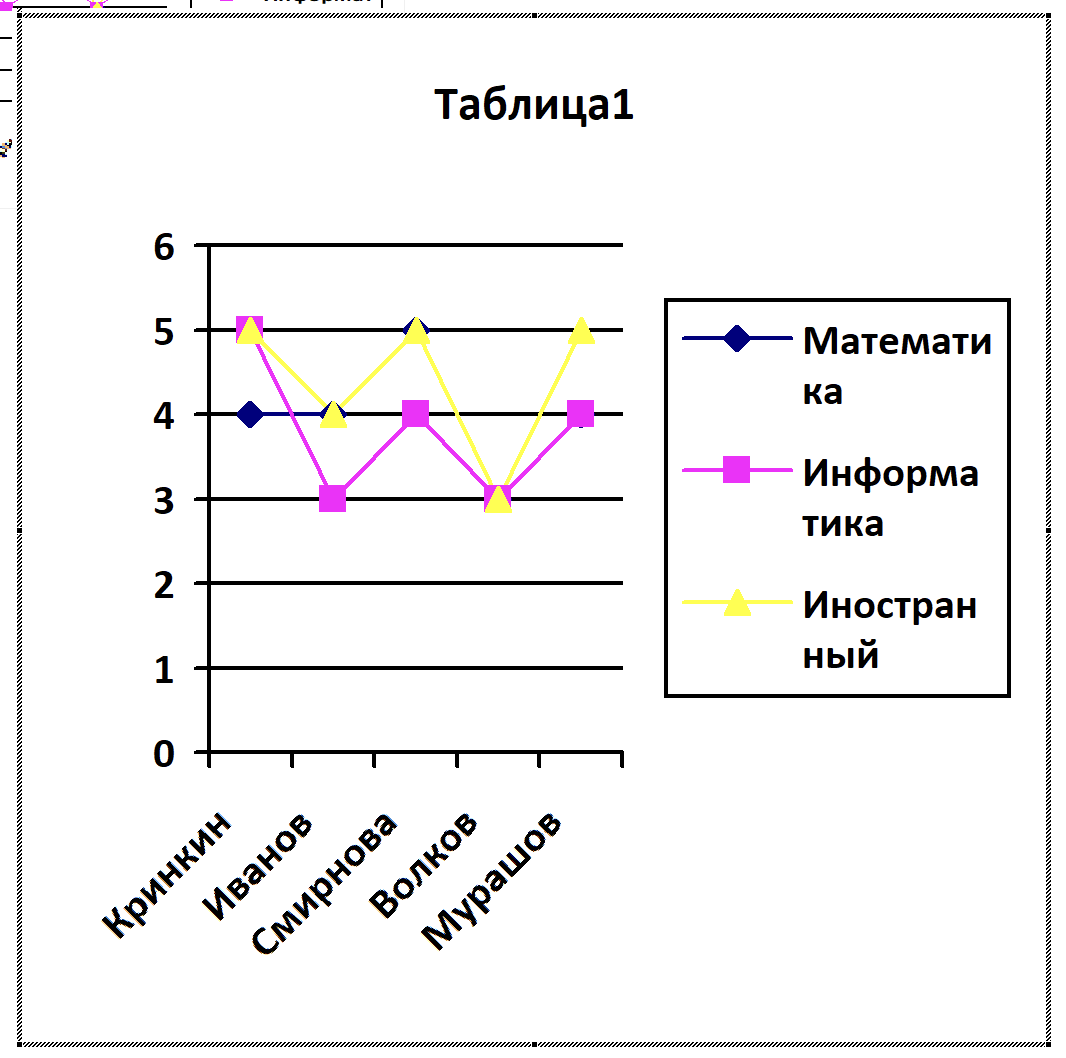 Таблица1
6
5
4
3
2
1
0
Кринкин
Иванов
Смирнова
Волков
Мурашов
Математи
ка
Информа
тика
Иностран
ный